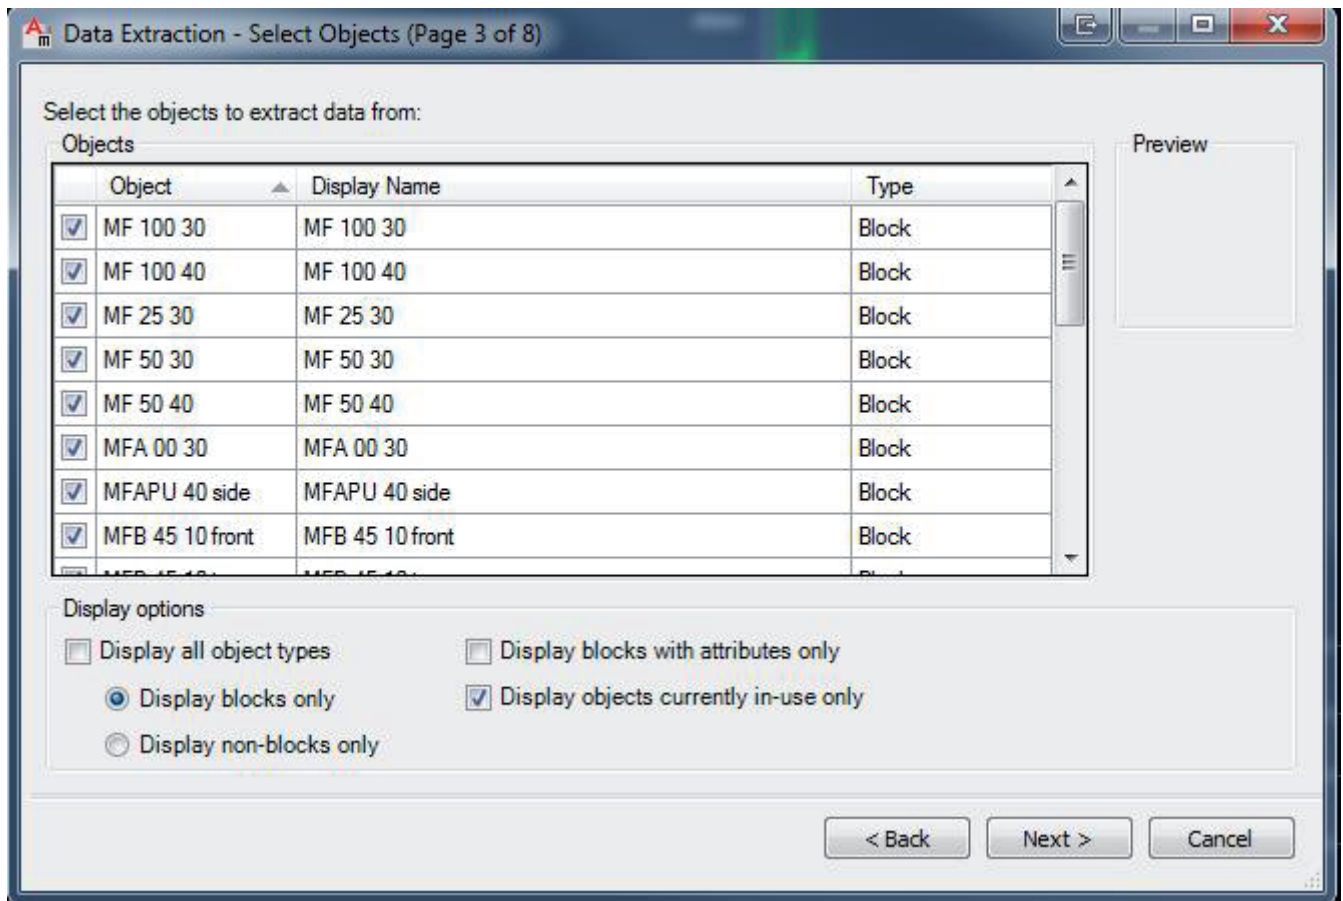 Data Extraction - Select Objects (Page 3 of 8)
Select the objects to extract data from:
Objects
Preview
Object Display Name Type
MF 100 30 MF 100 30 Block
MF 100 40 MF 100 40 Block
MF 25 30 MF 25 30 Block
MF 50 30 MF 50 30 Block
MF 50 40 MF 50 40 Block
MFA 00 30 MFA 00 30 Block
MFAPU 40 side MFAPU 40 side Block
MFB 45 10 front MFB 45 10 front Block
Display options
Display all object types Display blocks with attributes only
Display blocks only Display objects currently in-use only
Display non-blocks only
< Back Next > Cancel